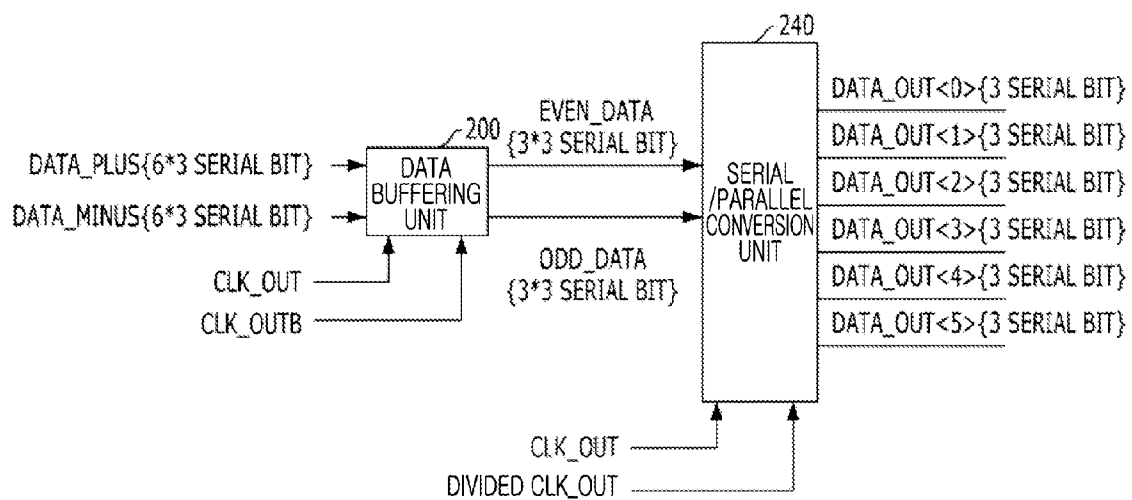 240
DATA_OUT<0>{3 SERIAL BIT}
EVEN_DATA
{3*3 SERIAL BIT}
200
DATA_OUT<1>{3 SERIAL BIT}
DATA_PLUS{6*3 SERIAL BIT}
DATA
BUFFERING
UNIT
SERIAL
/PARALLEL
CONVERSION
UNIT
DATA_OUT<2>{3 SERIAL BIT}
DATA_MINUS{6*3 SERIAL BIT}
DATA_OUT<3>{3 SERIAL BIT}
ODD_DATA
{3*3 SERIAL BIT}
CLK_OUT
DATA_OUT<4>{3 SERIAL BIT}
CLK_OUTB
DATA_OUT<5>{3 SERIAL BIT}
CLK_OUT
DIVIDED CLK_OUT